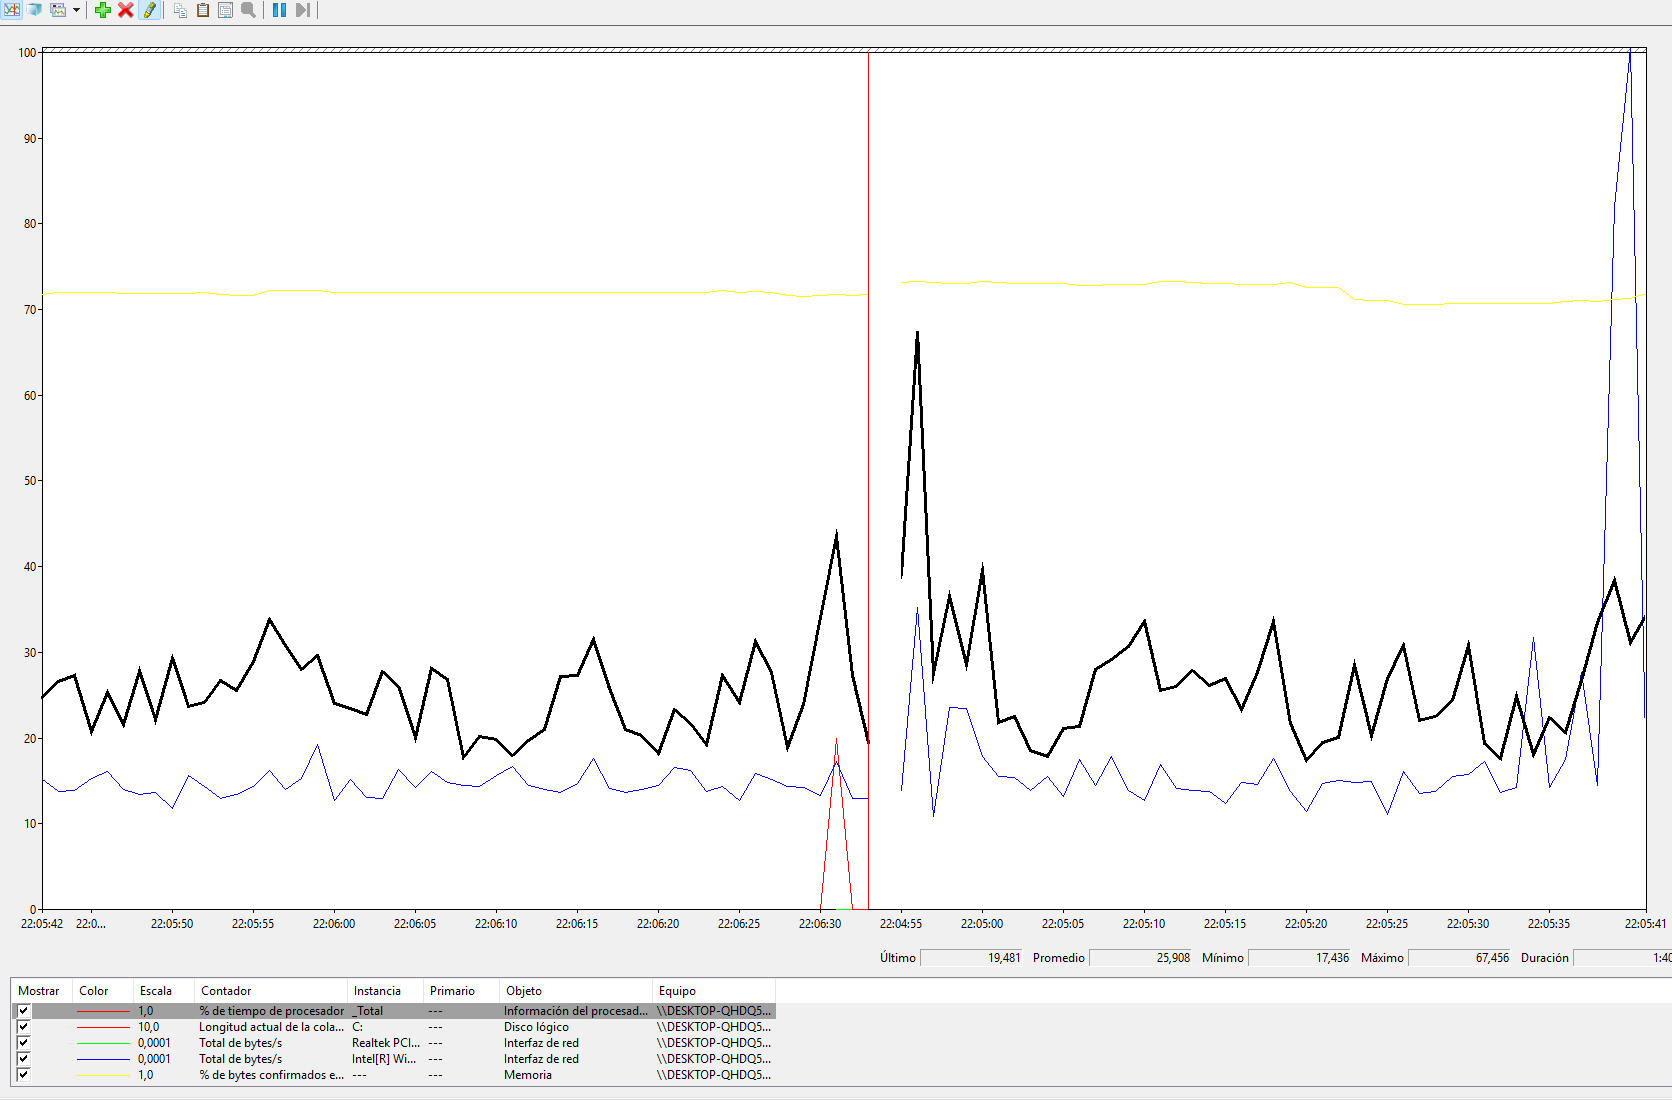 100
90
80
70
60
50
40
30
20
10
0
22:05:42 22:0... 22:05:50 22:05:55 22:06:00 22:06:05 22:06:10 22:06:15 22:06:20 22:06:25 22:06:30 22:04:55 22:05:00 22:05:05 22:05:10 22:05:15 22:05:20 22:05:25 22:05:30 22:05:35 22:05:41
Último 19,481 Promedio 25,908 Mínimo 17,436 Máximo 67,456 Duración 1:40
Mostrar Color Escala Contador Instancia Primario Objeto Equipo
1,0 % de tiempo de procesador _Total --- Información del procesad... \\DESKTOP-QHDQ5...
10,0 Longitud actual de la cola... C: --- Disco lógico \\DESKTOP-QHDQ5...
0,0001 Total de bytes/s Realtek PCI... --- Interfaz de red \\DESKTOP-QHDQ5...
0,0001 Total de bytes/s Intel[R] Wi... --- Interfaz de red \\DESKTOP-QHDQ5...
1,0 % de bytes confirmados e... --- --- Memoria \\DESKTOP-QHDQ5...